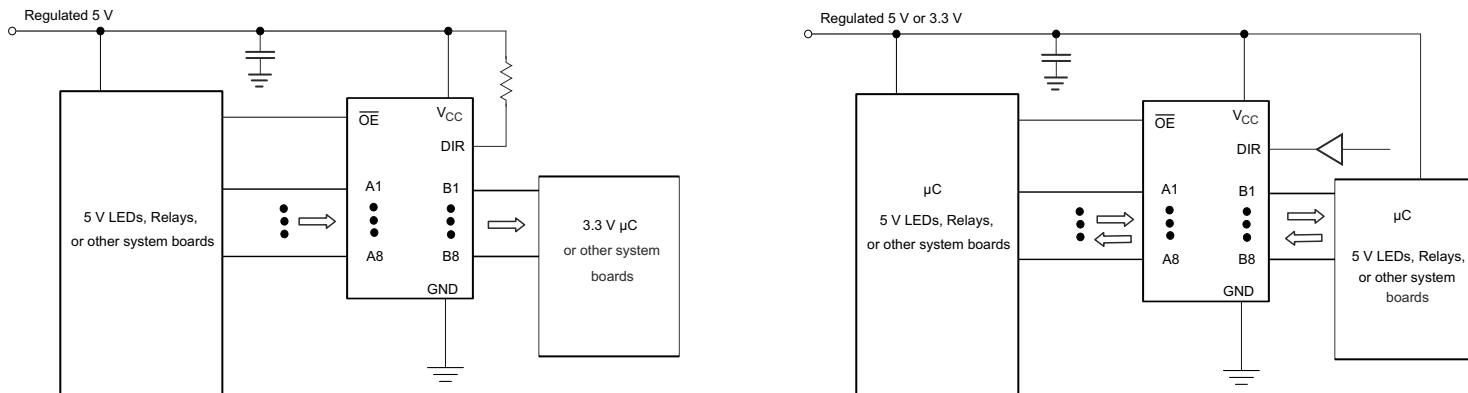 Regulated 5 V
OE
VCC
DIR
A1
B1
5 V LEDs, Relays,
or other system boards
A8
B8
GND
3.3 V µC
or other system
boards
Regulated 5 V or 3.3 V
µC
5 V LEDs, Relays,
or other system boards
OE
VCC
DIR
A1
B1
A8
B8
GND
µC
5 V LEDs, Relays,
or other system
boards